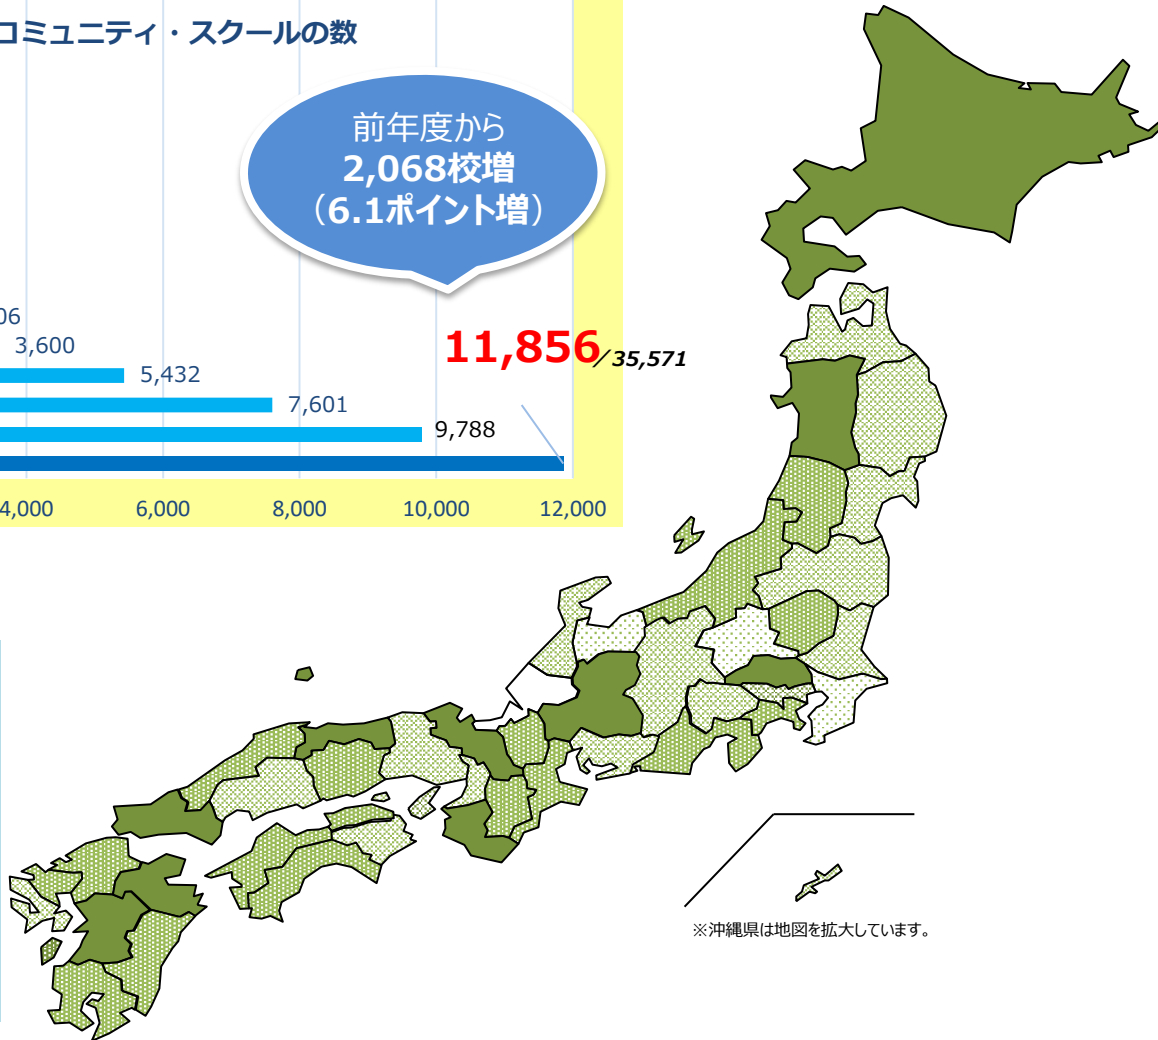 コミュニティ・スクールの数
前年度から
2,068校増
（6.1ポイント増）
06
3,600
11,856／35,571
5,432
7,601
9,788
4,000 6,000 8,000 10,000 12,000
※沖縄県は地図を拡大しています。